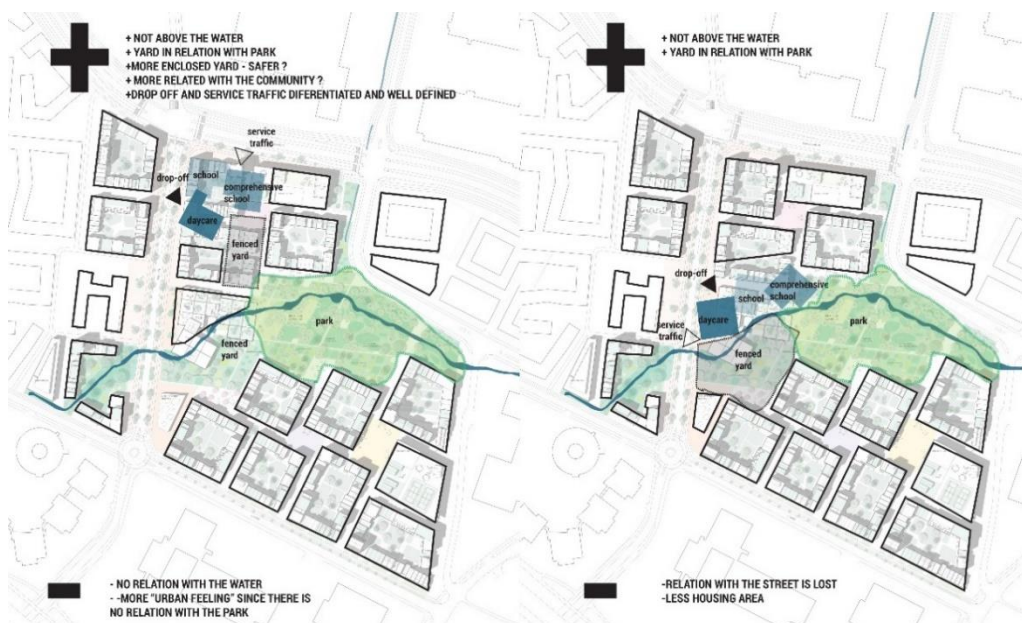 + NOT ABOVE THE WATER
+ YARD IN RELATION WITH PARK
+MORE ENCLOSED YARD - SAFER ?
+ MORE RELATED WITH THE COMMUNITY ?
+DROP OFF AND SERVICE TRAFFIC DIFERENTIATED AND WELL DEFINED
service
traffic
drop-off
school
comprehensive
school
daycare
fenced
yard
park
fenced
yard
- NO RELATION WITH THE WATER
- -MORE "URBAN FEELING" SINCE THERE IS
NO RELATION WITH THE PARK
+ NOT ABOVE THE WATER
+ YARD IN RELATION WITH PARK
drop-off
comprehensive
school
school
daycare
service
traffic
park
fenced
yard
-RELATION WITH THE STREET IS LOST
-LESS HOUSING AREA